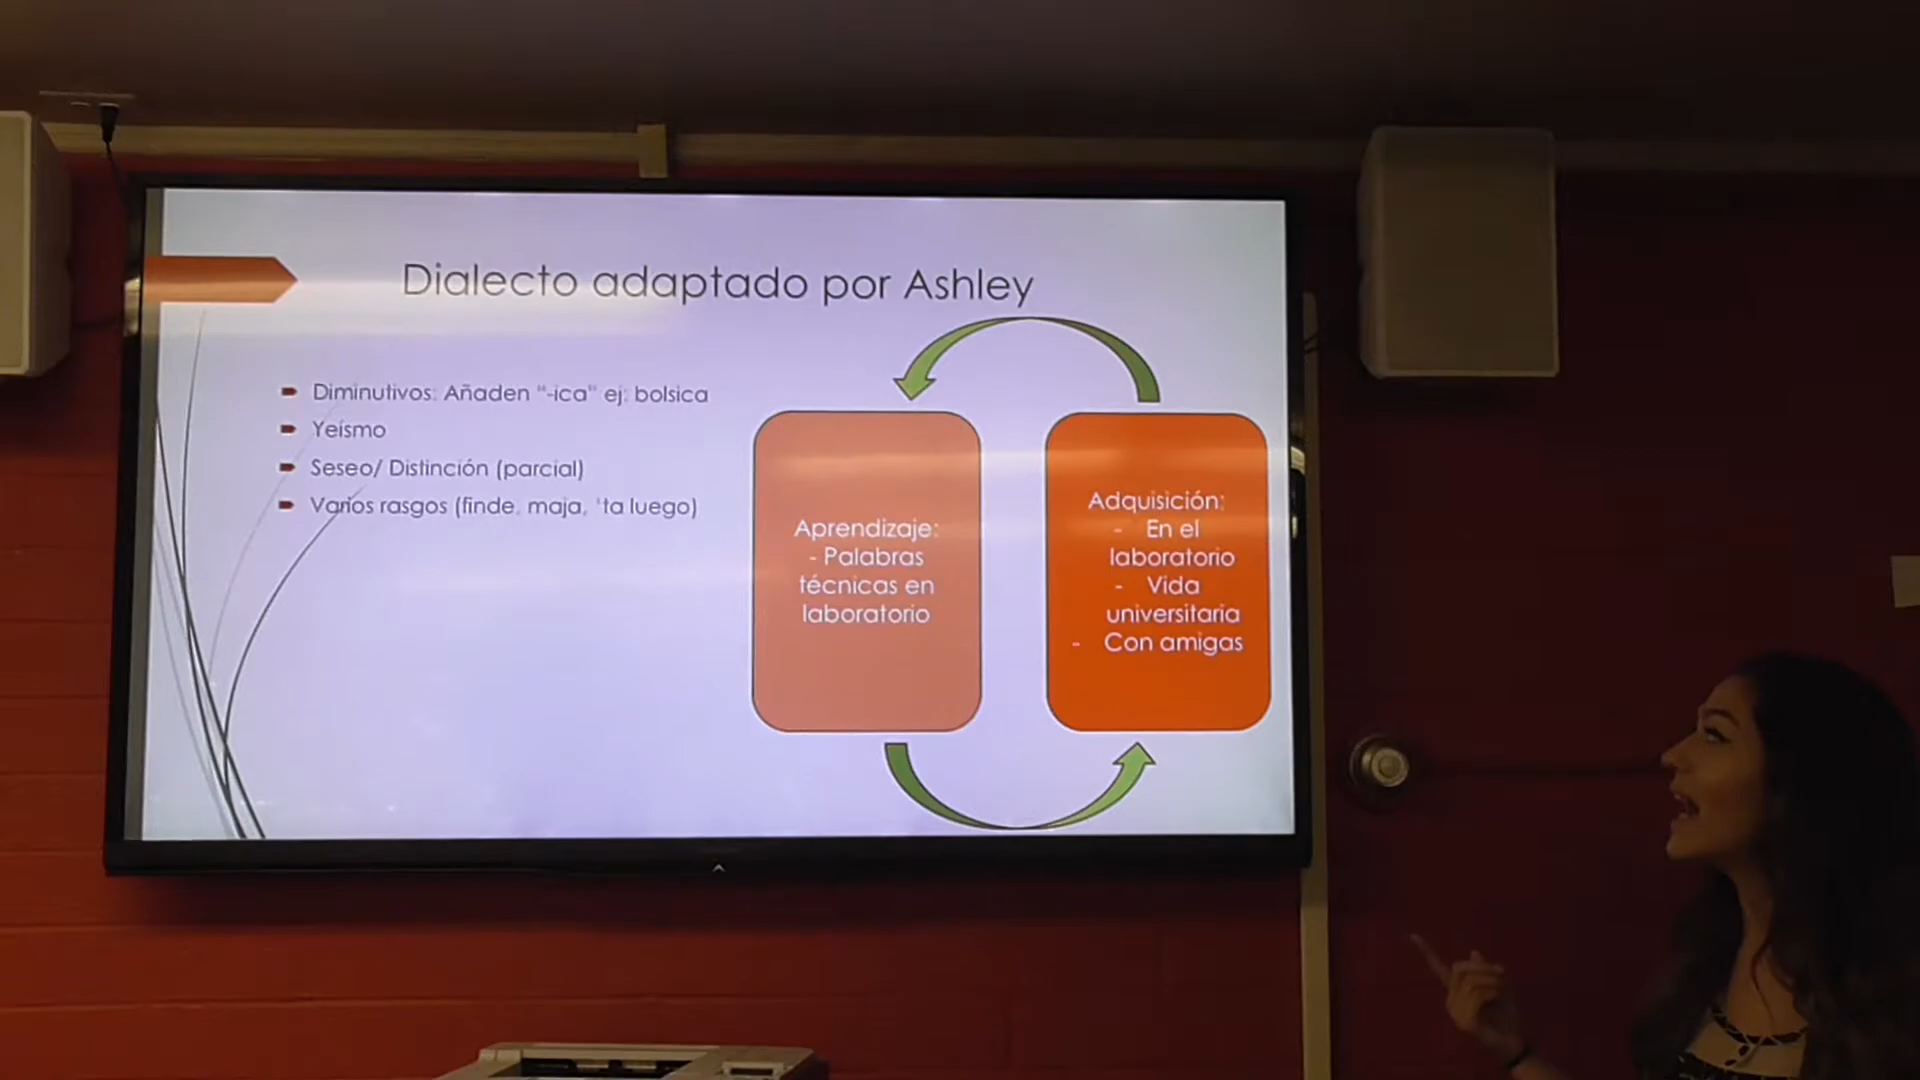 Dialecto adaptado por Ashley
Diminutivos: Añaden "-ica" ej: bolsica
Yeísmo
Seseo/ Distinción (parcial)
Varios rasgos (finde, maja, 'ta luego)
Aprendizaje:
- Palabras
técnicas en
laboratorio
Adquisición:
- En el
laboratorio
- Vida
universitaria
- Con amigas